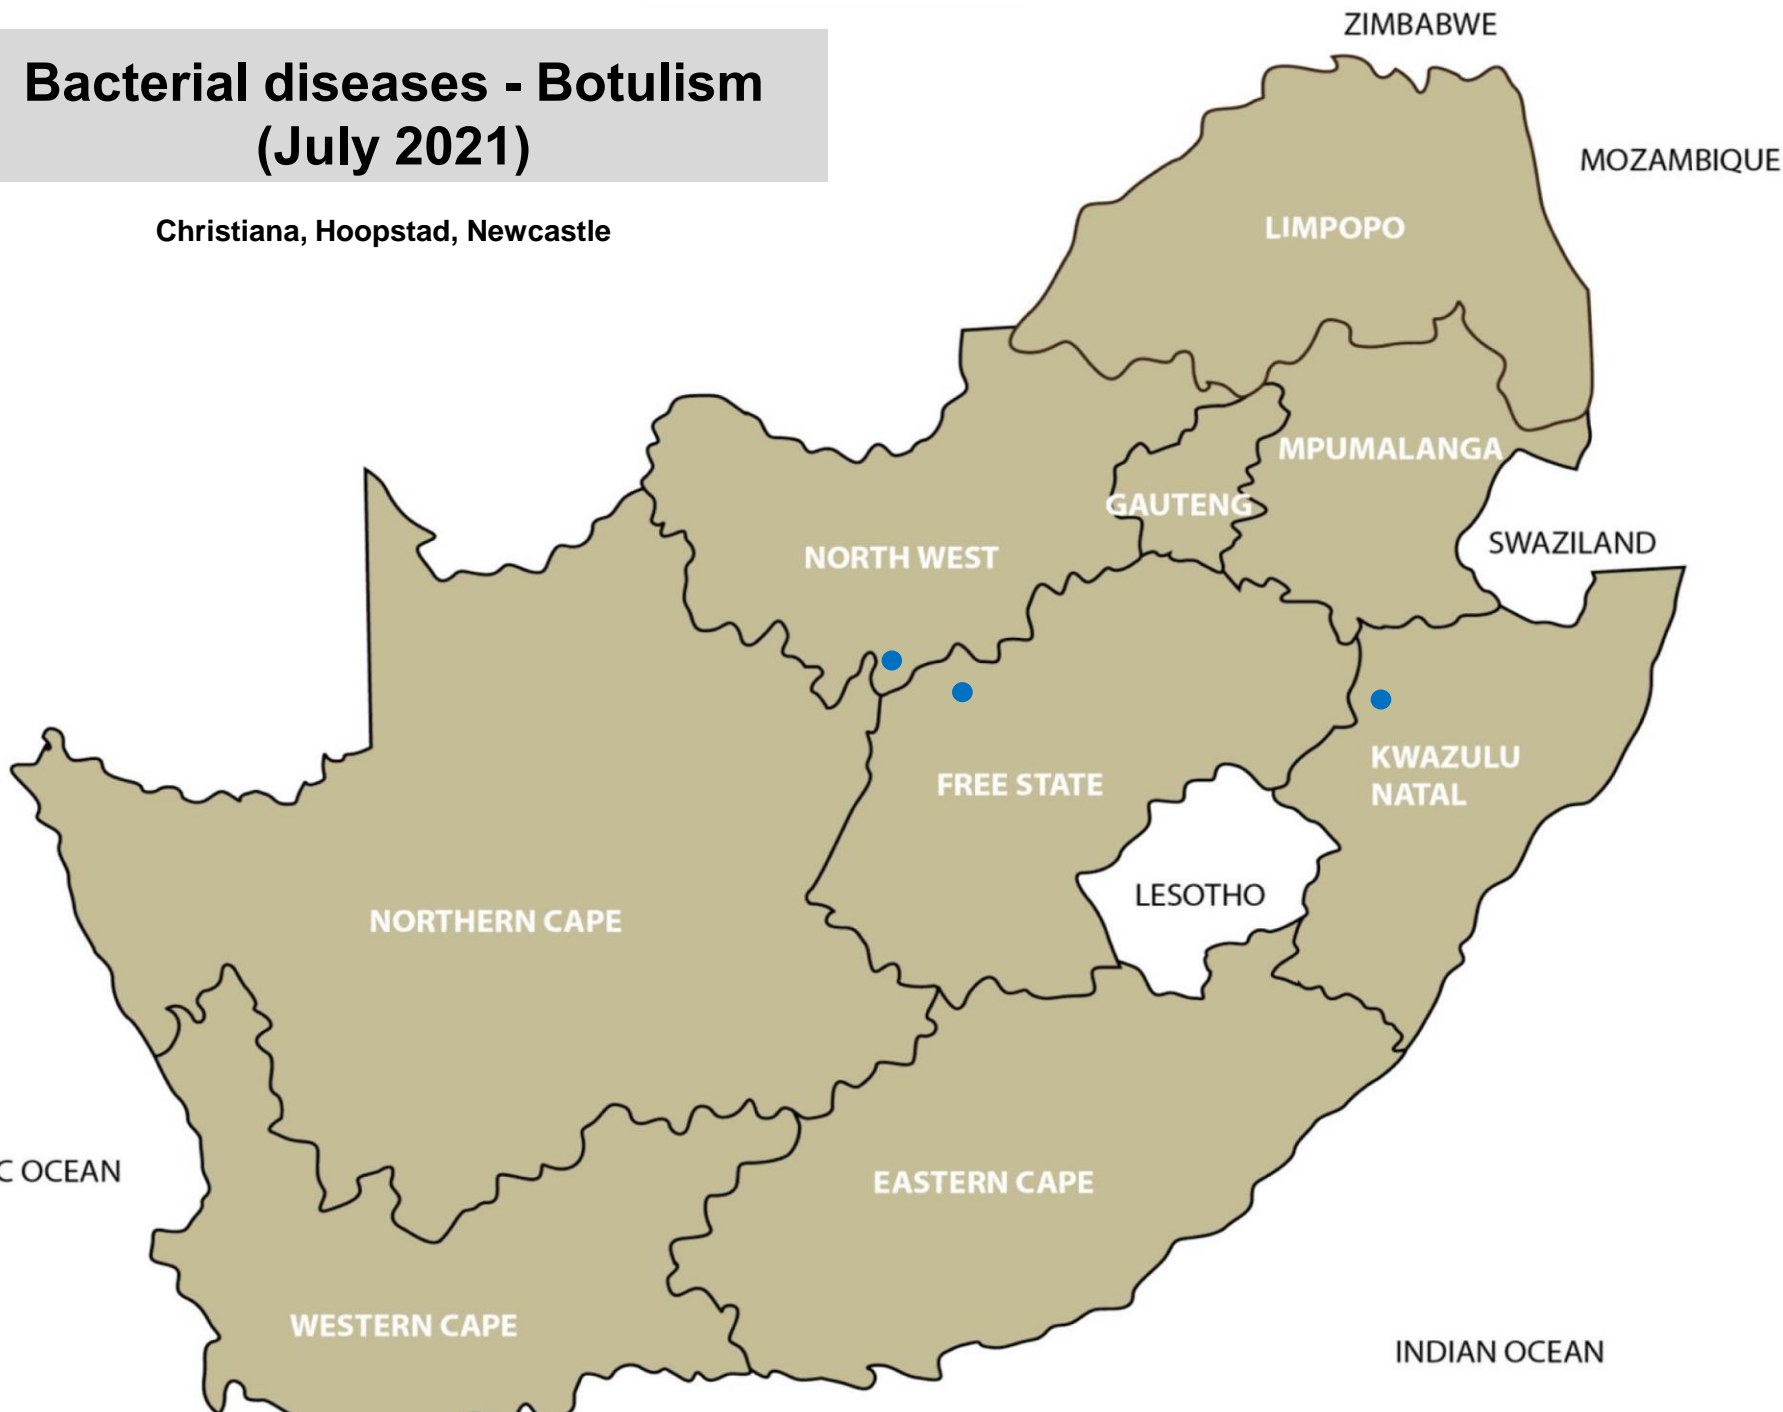 Bacterial diseases - Botulism
(July 2021)
Christiana, Hoopstad, Newcastle
ZIMBABWE
MOZAMBIQUE
LIMPOPO
MPUMALANGA
GAUTENG
SWAZILAND
NORTH WEST
KWAZULU
NATAL
FREE STATE
LESOTHO
NORTHERN CAPE
C OCEAN
EASTERN CAPE
WESTERN CAPE
INDIAN OCEAN